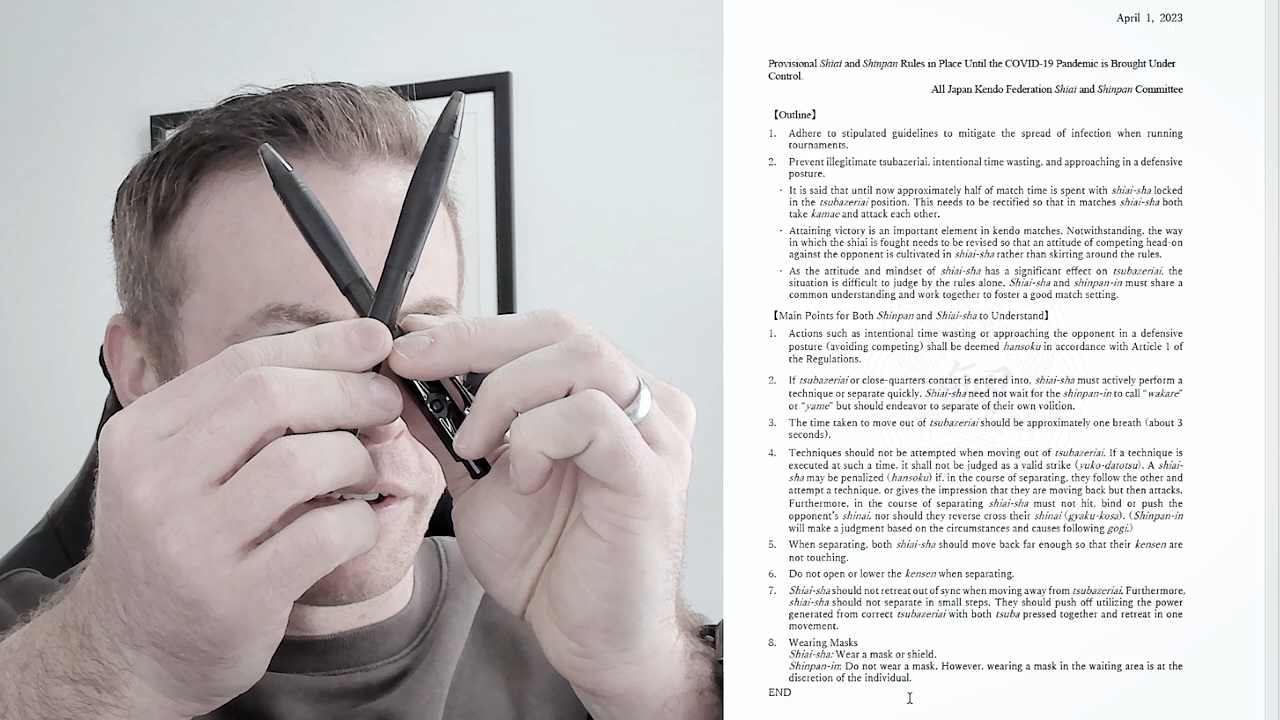 April 1, 2023
Provisional Shiai and Shinpan Rules in Place Until the COVID-19 Pandemic is Brought Under
Control.
All Japan Kendo Federation Shiai and Shinpan Committee
【Outline】
1. Adhere to stipulated guidelines to mitigate the spread of infection when running
tournaments.
2. Prevent illegitimate tsubazeriai, intentional time wasting, and approaching in a defensive
posture.
· It is said that until now approximately half of match time is spent with shiai-sha locked
in the tsubazeriai position. This needs to be rectified so that in matches shiai-sha both
take kamae and attack each other.
· Attaining victory is an important element in kendo matches. Notwithstanding, the way
in which the shiai is fought needs to be revised so that an attitude of competing head-on
against the opponent is cultivated in shiai-sha rather than skirting around the rules.
· As the attitude and mindset of shiai-sha has a significant effect on tsubazeriai, the
situation is difficult to judge by the rules alone. Shiai-sha and shinpan-in must share a
common understanding and work together to foster a good match setting.
【Main Points for Both Shinpan and Shiai-sha to Understand】
1. Actions such as intentional time wasting or approaching the opponent in a defensive
posture (avoiding competing) shall be deemed hansoku in accordance with Article 1 of
the Regulations.
2. If tsubazeriai or close-quarters contact is entered into, shiai-sha must actively perform a
technique or separate quickly. Shiai-sha need not wait for the shinpan-in to call "wakare"
or "yame" but should endeavor to separate of their own volition.
3. The time taken to move out of tsubazeriai should be approximately one breath (about 3
seconds).
4. Techniques should not be attempted when moving out of tsubazeriai. If a technique is
executed at such a time, it shall not be judged as a valid strike (yuko-datotsu). A shiai-
sha may be penalized (hansoku) if, in the course of separating, they follow the other and
attempt a technique, or gives the impression that they are moving back but then attacks.
Furthermore, in the course of separating shiai-sha must not hit, bind or push the
opponent's shinai, nor should they reverse cross their shinai (gyaku-kosa). (Shinpan-in
will make a judgment based on the circumstances and causes following gogi.)
5. When separating, both shiai-sha should move back far enough so that their kensen are
not touching.
6. Do not open or lower the kensen when separating.
7. Shiai-sha should not retreat out of sync when moving away from tsubazeriai. Furthermore,
shiai-sha should not separate in small steps. They should push off utilizing the power
generated from correct tsubazeriai with both tsuba pressed together and retreat in one
movement.
8. Wearing Masks
Shiai-sha: Wear a mask or shield.
Shinpan-in: Do not wear a mask. However, wearing a mask in the waiting area is at the
discretion of the individual.
END